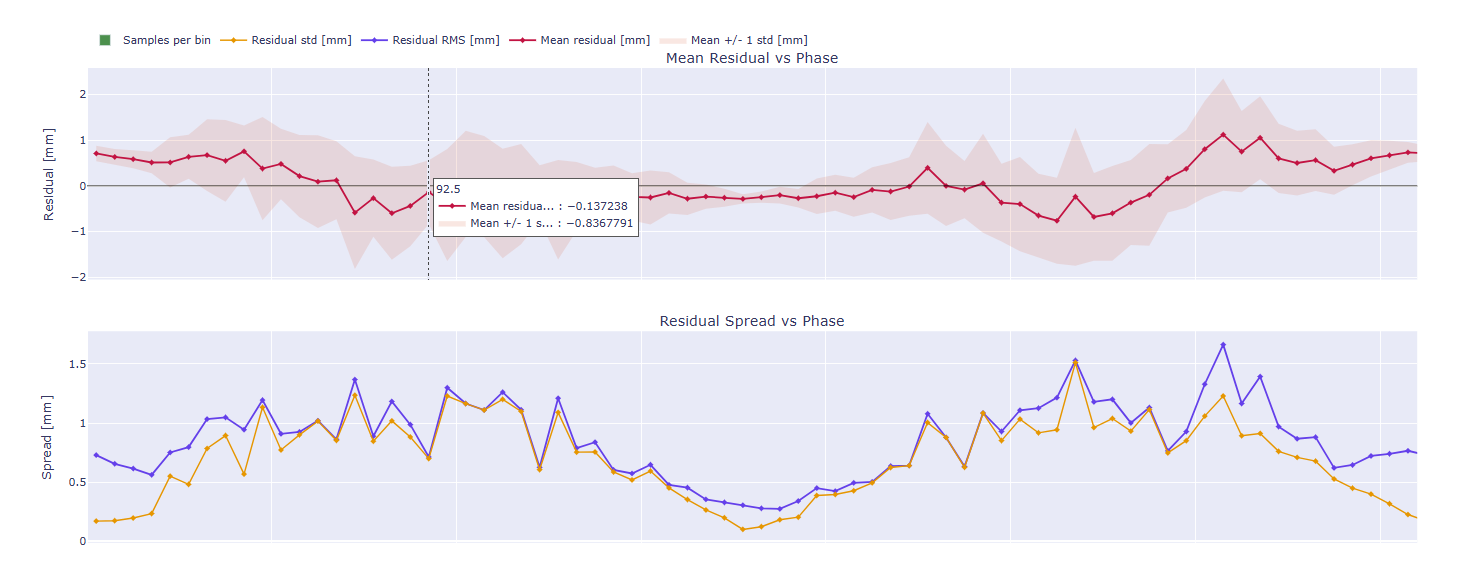 Samples per bin Residual std [mm] Residual RMS [mm] Mean residual [mm] Mean +/- 1 std [mm]
Mean Residual vs Phase
Residual [mm]
2
1
0
−1
−2
92.5
Mean residua... : −0.137238
Mean +/- 1 s... : −0.8367791
Residual Spread vs Phase
Spread [mm]
1.5
1
0.5
0